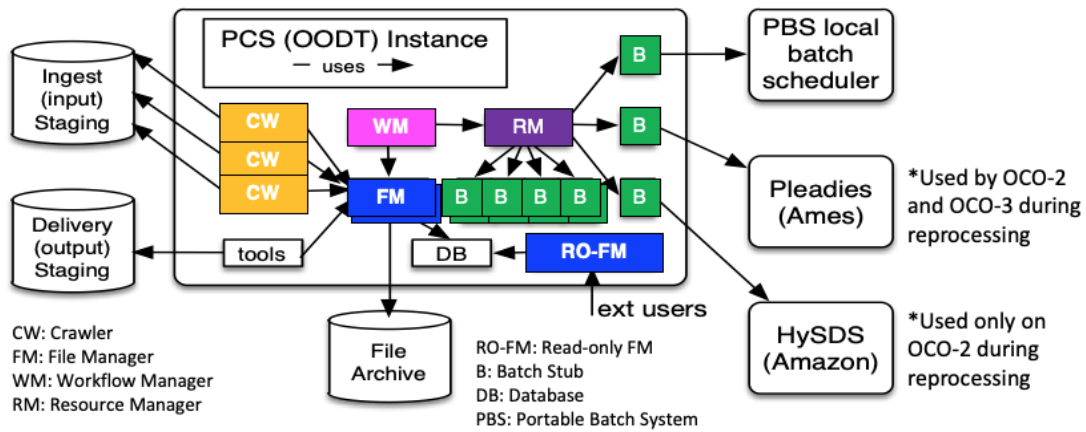 PCS (OODT) Instance
uses
Ingest
(input)
Staging
CW
CW
CW
WM
RM
FM
B
B
B
B
B
B
B
PBS local
batch
scheduler
Pleadies
(Ames)
*Used by OCO-2
and OCO-3 during
reprocessing
Delivery
(output)
Staging
tools
DB
RO-FM
ext users
HySDS
(Amazon)
*Used only on
OCO-2 during
reprocessing
File
Archive
CW: Crawler
FM: File Manager
WM: Workflow Manager
RM: Resource Manager
RO-FM: Read-only FM
B: Batch Stub
DB: Database
PBS: Portable Batch System